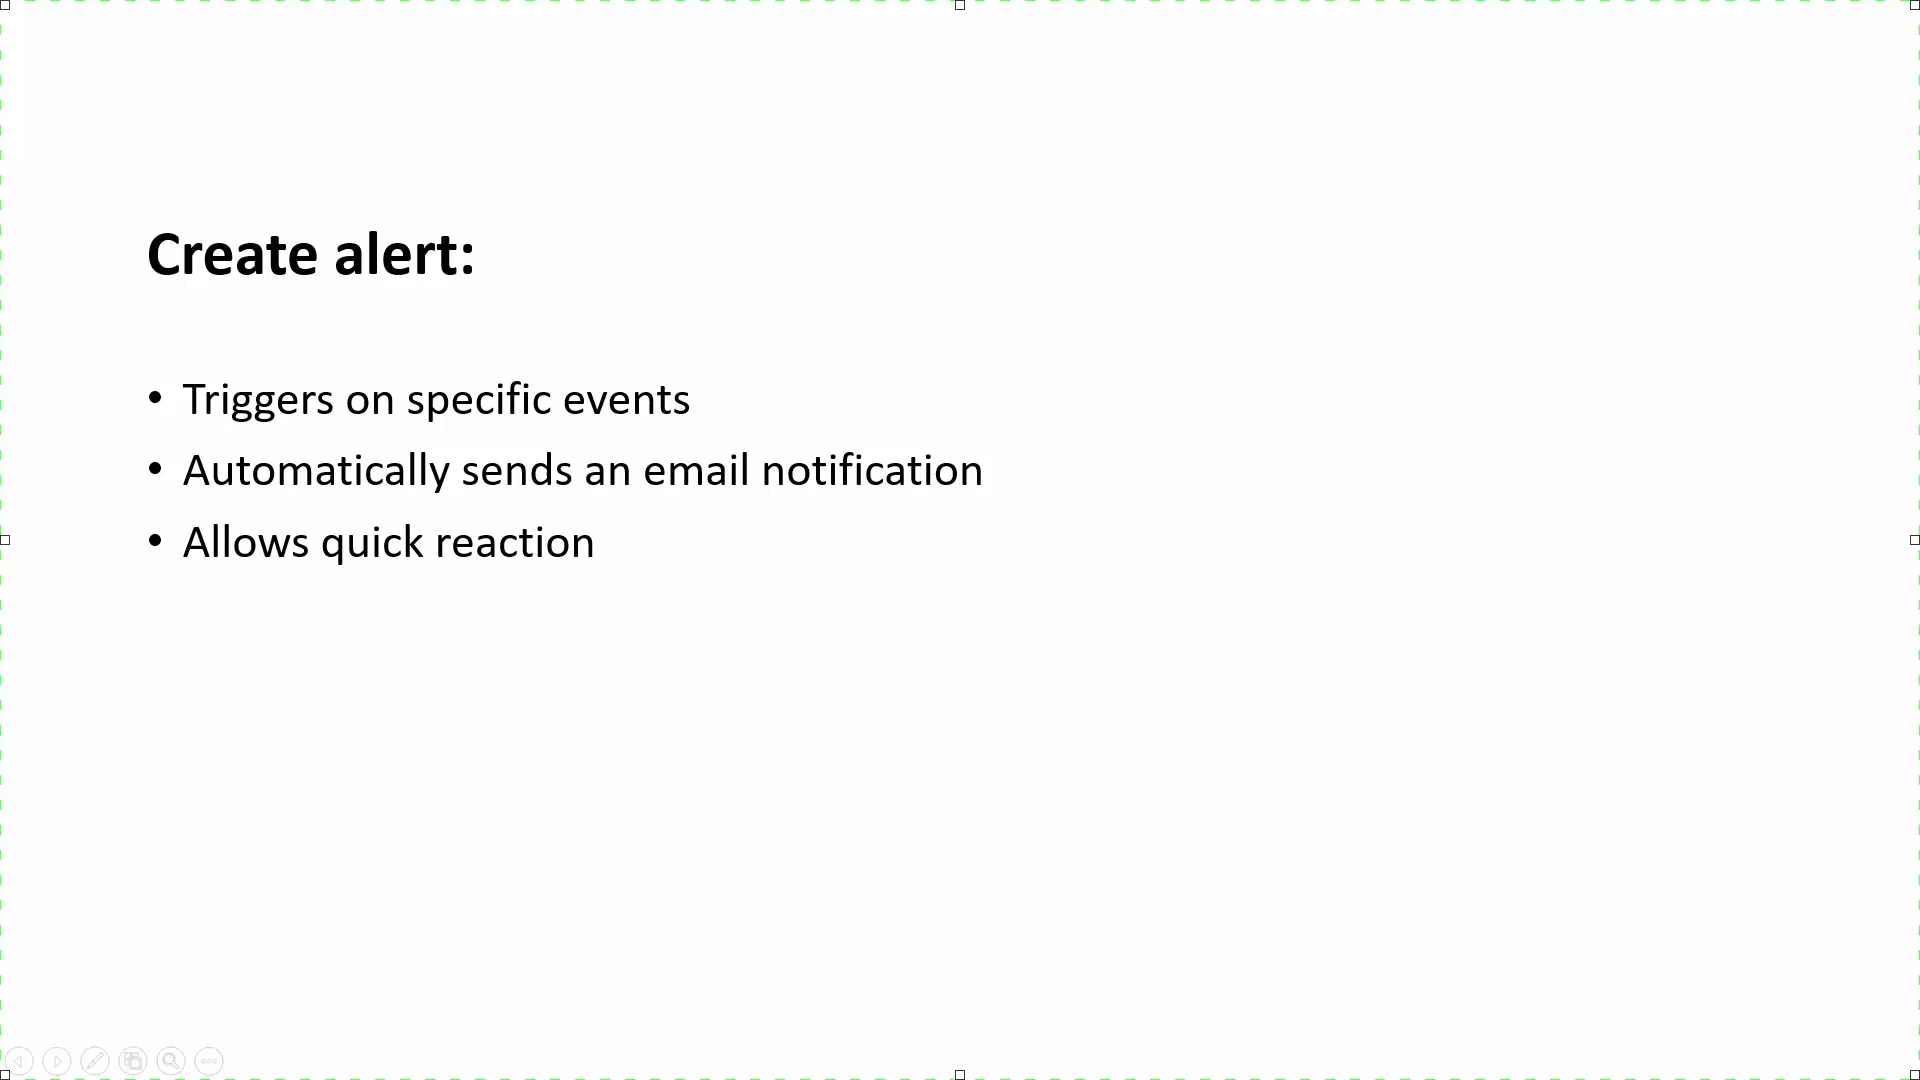 Create alert:
• Triggers on specific events
• Automatically sends an email notification
• Allows quick reaction